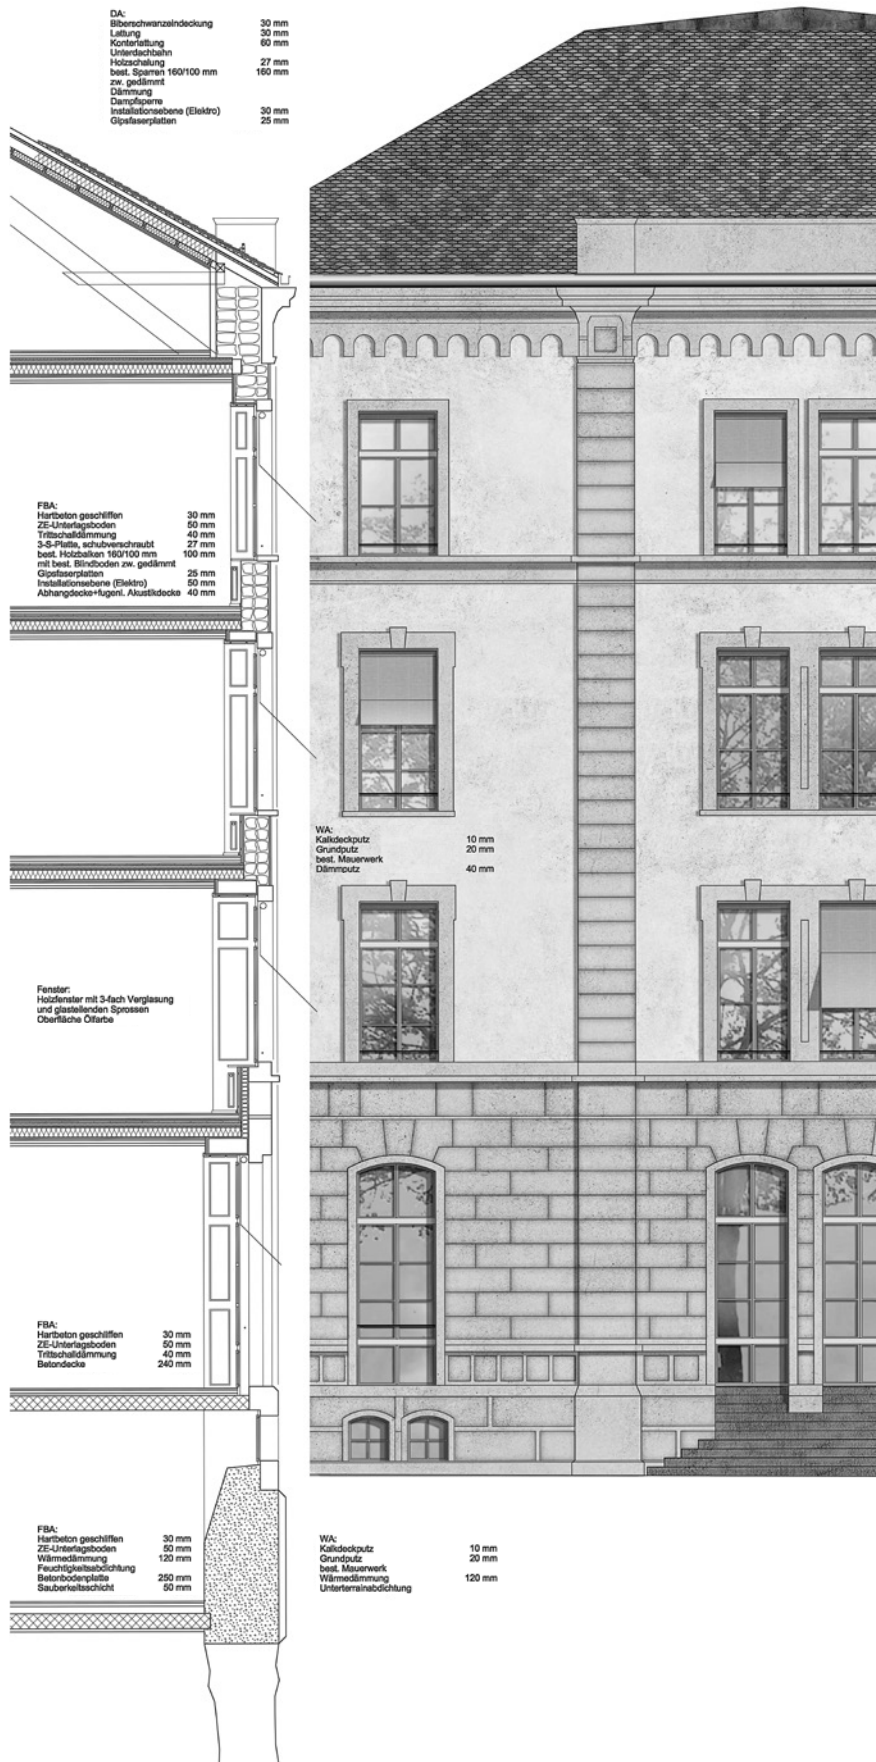 DA:
Biberschwanzeindeckung 30 mm
Lattung 30 mm
Konterlattung 60 mm
Unterdachbahn
Holzschalung 27 mm
best. Sparren 160/100 mm 160 mm
zw. gedämmt
Dämmung
Dampfsperre
Installationsebene (Elektro) 30 mm
Gipsfaserplatten 25 mm
FBA:
Hartbeton geschliffen 30 mm
ZE-Unterlagsboden 50 mm
Trittschalldämmung 40 mm
3-S-Platte, schubverschraubt 27 mm
best. Holzbalken 160/100 mm 100 mm
mit best. Blindboden zw. gedämmt
Gipsfaserplatten 25 mm
Installationsebene (Elektro) 50 mm
Abhangdecke+fugenl. Akustikdecke 40 mm
WA:
Kalkdeckputz 10 mm
Grundputz 20 mm
best. Mauerwerk
Dämmputz 40 mm
Fenster:
Holzfenster mit 3-fach Verglasung
und glasteilenden Sprossen
Oberfläche Ölfarbe
FBA:
Hartbeton geschliffen 30 mm
ZE-Unterlagsboden 50 mm
Trittschalldämmung 40 mm
Betondecke 240 mm
FBA:
Hartbeton geschliffen 30 mm
ZE-Unterlagsboden 50 mm
Wärmedämmung 120 mm
Feuchtigkeitsabdichtung
Betonbodenplatte 250 mm
Sauberkeitsschicht 50 mm
WA:
Kalkdeckputz 10 mm
Grundputz 20 mm
best. Mauerwerk
Wärmedämmung 120 mm
Unterterrainabdichtung